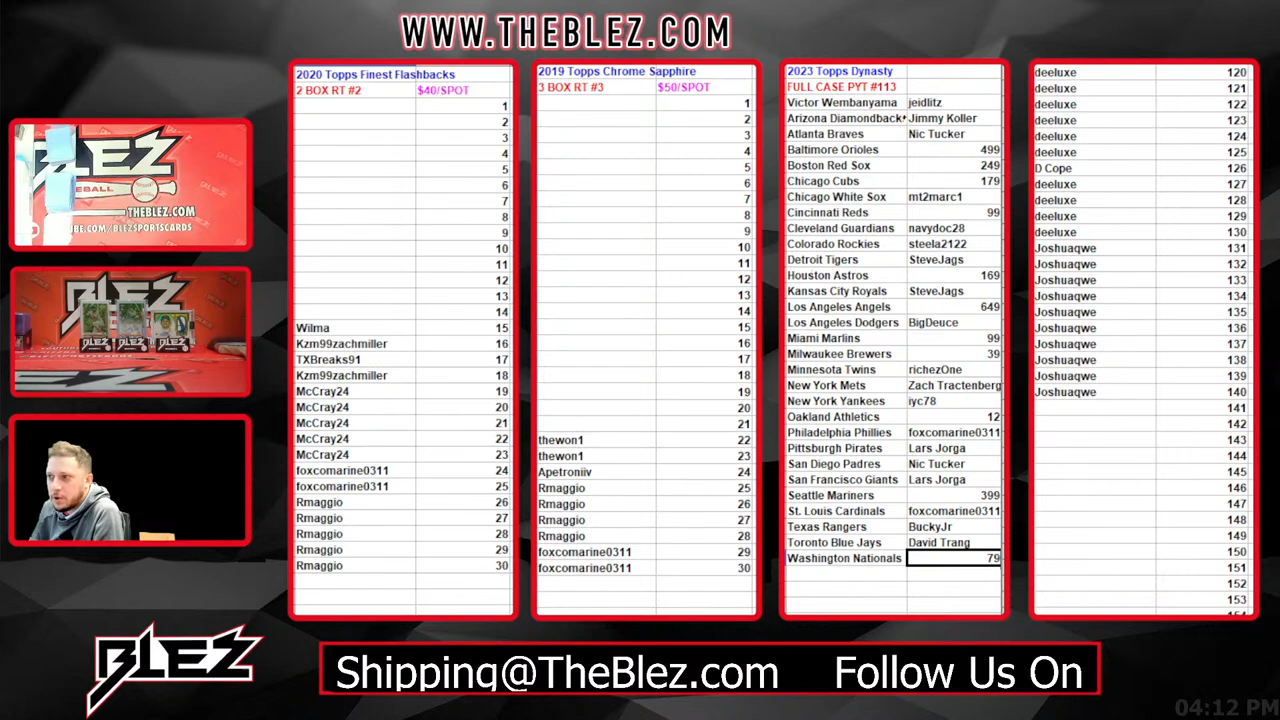 WWW.THEBLEZ.COM
BLEZ
EBALL
THEBLEZ.COM
UBE.COM/BLEZSPORTSCARDS
BLEZ
2020 Topps Finest Flashbacks
2 BOX RT #2 $40/SPOT
1
2
3
4
5
6
7
8
9
10
11
12
13
14
Wilma 15
Kzm99zachmiller 16
TXBreaks91 17
Kzm99zachmiller 18
McCray24 19
McCray24 20
McCray24 21
McCray24 22
McCray24 23
foxcomarine0311 24
foxcomarine0311 25
Rmaggio 26
Rmaggio 27
Rmaggio 28
Rmaggio 29
Rmaggio 30
2019 Topps Chrome Sapphire
3 BOX RT #3 $50/SPOT
1
2
3
4
5
6
7
8
9
10
11
12
13
14
15
16
17
18
19
20
21
thewon1 22
thewon1 23
Apetroniiv 24
Rmaggio 25
Rmaggio 26
Rmaggio 27
Rmaggio 28
foxcomarine0311 29
foxcomarine0311 30
2023 Topps Dynasty
FULL CASE PYT #113
Victor Wembanyama jeidlitz
Arizona Diamondback Jimmy Koller
Atlanta Braves Nic Tucker
Baltimore Orioles 499
Boston Red Sox 249
Chicago Cubs 179
Chicago White Sox mt2marc1
Cincinnati Reds 99
Cleveland Guardians navydoc28
Colorado Rockies steela2122
Detroit Tigers SteveJags
Houston Astros 169
Kansas City Royals SteveJags
Los Angeles Angels 649
Los Angeles Dodgers BigDeuce
Miami Marlins 99
Milwaukee Brewers 39
Minnesota Twins richezOne
New York Mets Zach Tractenberg
New York Yankees iyc78
Oakland Athletics 12
Philadelphia Phillies foxcomarine0311
Pittsburgh Pirates Lars Jorga
San Diego Padres Nic Tucker
San Francisco Giants Lars Jorga
Seattle Mariners 399
St. Louis Cardinals foxcomarine0311
Texas Rangers BuckyJr
Toronto Blue Jays David Trang
Washington Nationals 79
deeluxe 120
deeluxe 121
deeluxe 122
deeluxe 123
deeluxe 124
deeluxe 125
D Cope 126
deeluxe 127
deeluxe 128
deeluxe 129
deeluxe 130
Joshuaqwe 131
Joshuaqwe 132
Joshuaqwe 133
Joshuaqwe 134
Joshuaqwe 135
Joshuaqwe 136
Joshuaqwe 137
Joshuaqwe 138
Joshuaqwe 139
Joshuaqwe 140
141
142
143
144
145
146
147
148
149
150
151
152
153
BLEZ
Shipping@TheBlez.com Follow Us On
04:12 PM